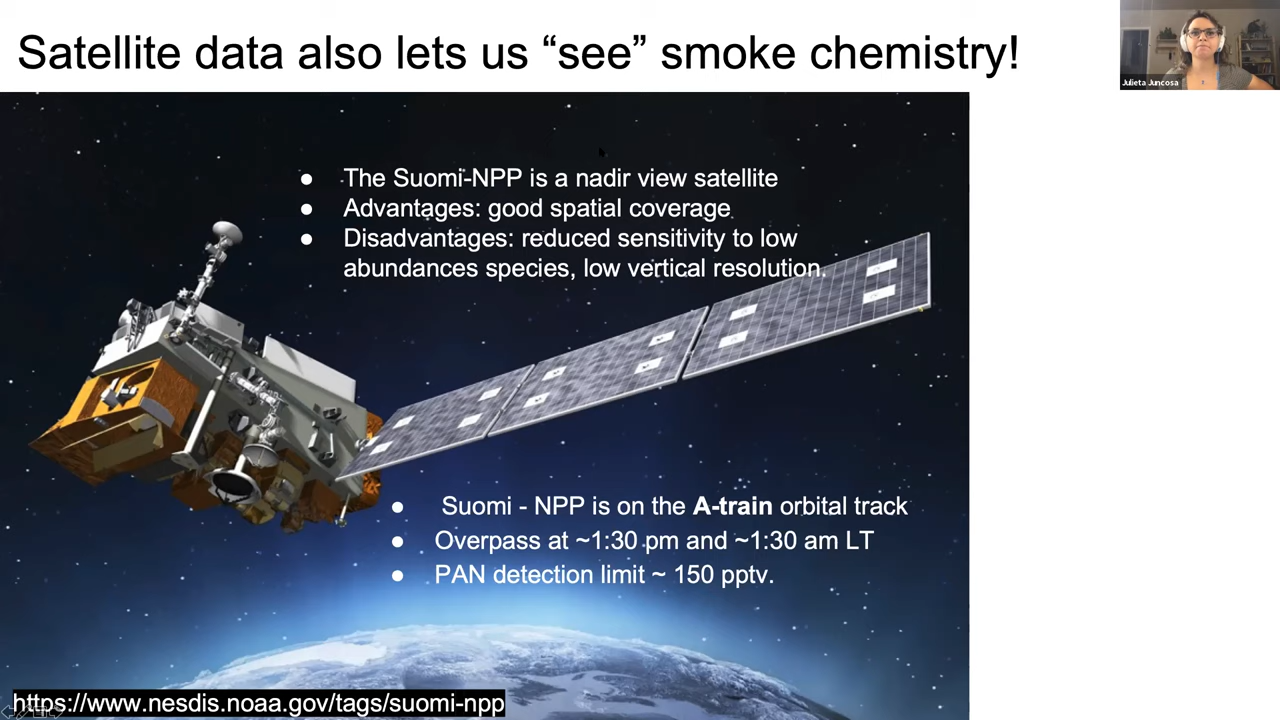 Satellite data also lets us “see” smoke chemistry!
Julieta Juncosa
● The Suomi-NPP is a nadir view satellite
● Advantages: good spatial coverage
● Disadvantages: reduced sensitivity to low
abundances species, low vertical resolution.
● Suomi - NPP is on the A-train orbital track
● Overpass at ~1:30 pm and ~1:30 am LT
● PAN detection limit ~ 150 pptv.
https://www.nesdis.noaa.gov/tags/suomi-npp